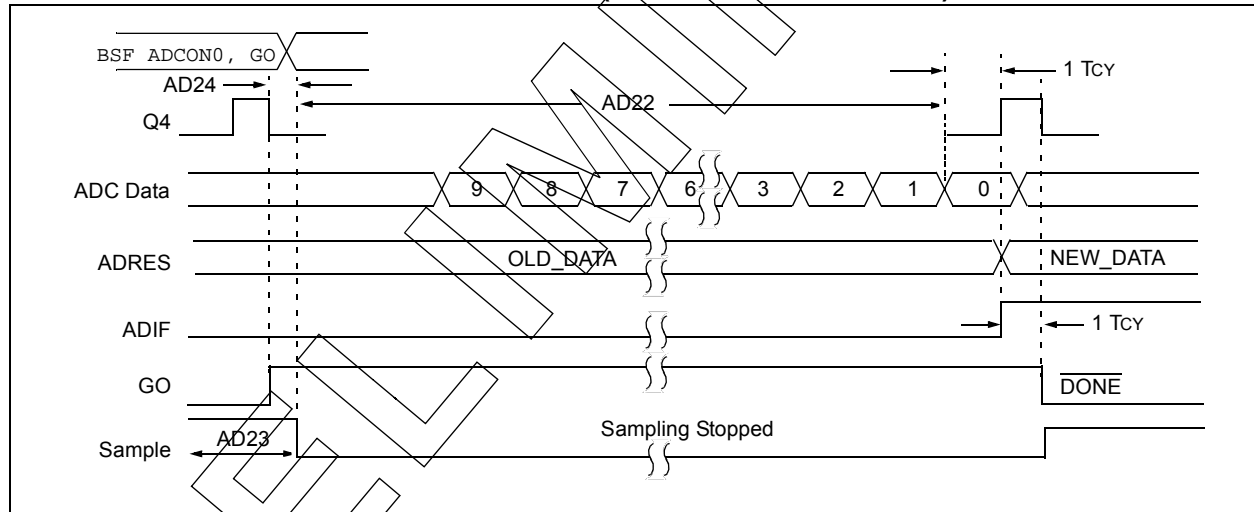 BSF ADCON0, GO
AD24
1 TCY
Q4
AD22
ADC Data
9 8 7 6 3 2 1 0
ADRES
OLD_DATA
NEW_DATA
ADIF
1 TCY
GO
DONE
Sample
AD23
Sampling Stopped